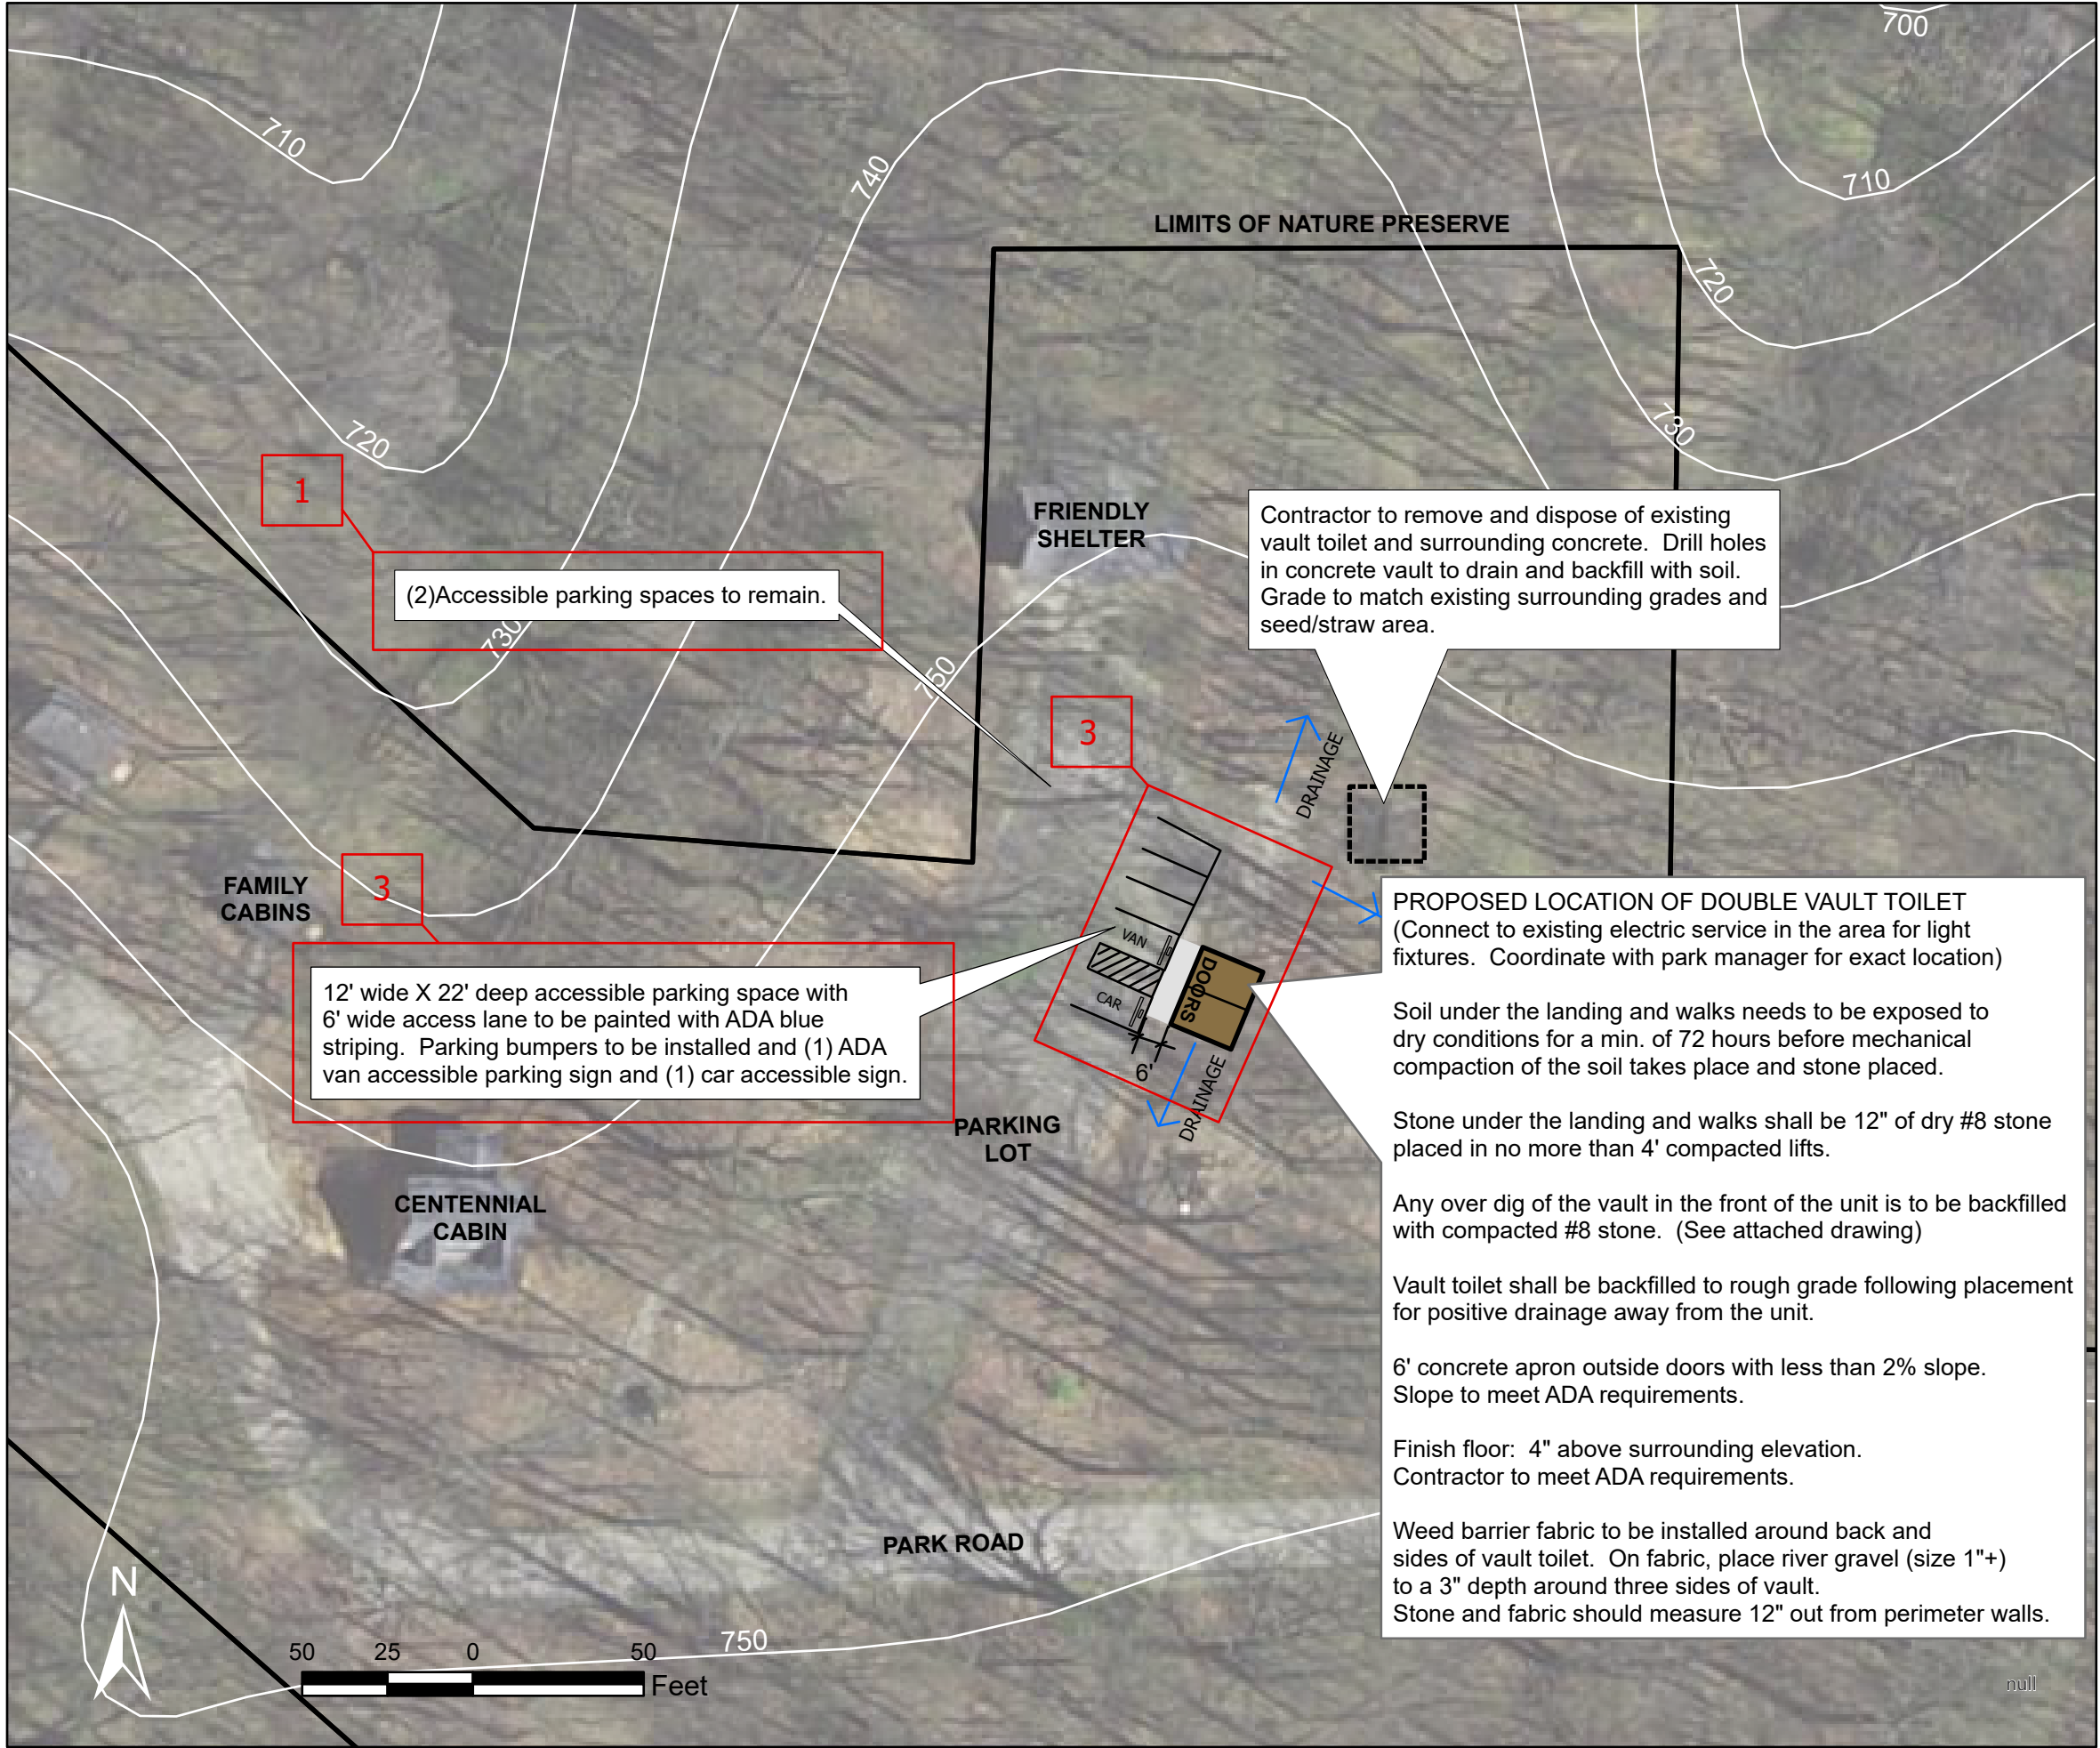 700
710
710
740
LIMITS OF NATURE PRESERVE
720
730
720
1
FRIENDLY
SHELTER
Contractor to remove and dispose of existing
vault toilet and surrounding concrete.  Drill holes
in concrete vault to drain and backfill with soil.
Grade to match existing surrounding grades and
seed/straw area.
(2)Accessible parking spaces to remain.
730
750
3
DRAINAGE
FAMILY
CABINS
3
12' wide X 22' deep accessible parking space with
6' wide access lane to be painted with ADA blue
striping.  Parking bumpers to be installed and (1) ADA
van accessible parking sign and (1) car accessible sign.
VAN
CAR
DOORS
6'
DRAINAGE
PARKING
LOT
PROPOSED LOCATION OF DOUBLE VAULT TOILET
(Connect to existing electric service in the area for light
fixtures.  Coordinate with park manager for exact location)
Soil under the landing and walks needs to be exposed to
dry conditions for a min. of 72 hours before mechanical
compaction of the soil takes place and stone placed.
Stone under the landing and walks shall be 12" of dry #8 stone
placed in no more than 4' compacted lifts.
Any over dig of the vault in the front of the unit is to be backfilled
with compacted #8 stone.  (See attached drawing)
Vault toilet shall be backfilled to rough grade following placement
for positive drainage away from the unit.
6' concrete apron outside doors with less than 2% slope.
Slope to meet ADA requirements.
Finish floor:  4" above surrounding elevation.
Contractor to meet ADA requirements.
Weed barrier fabric to be installed around back and
sides of vault toilet.  On fabric, place river gravel (size 1"+)
to a 3" depth around three sides of vault.
Stone and fabric should measure 12" out from perimeter walls.
CENTENNIAL
CABIN
PARK ROAD
N
50 25 0 50
Feet
750
null